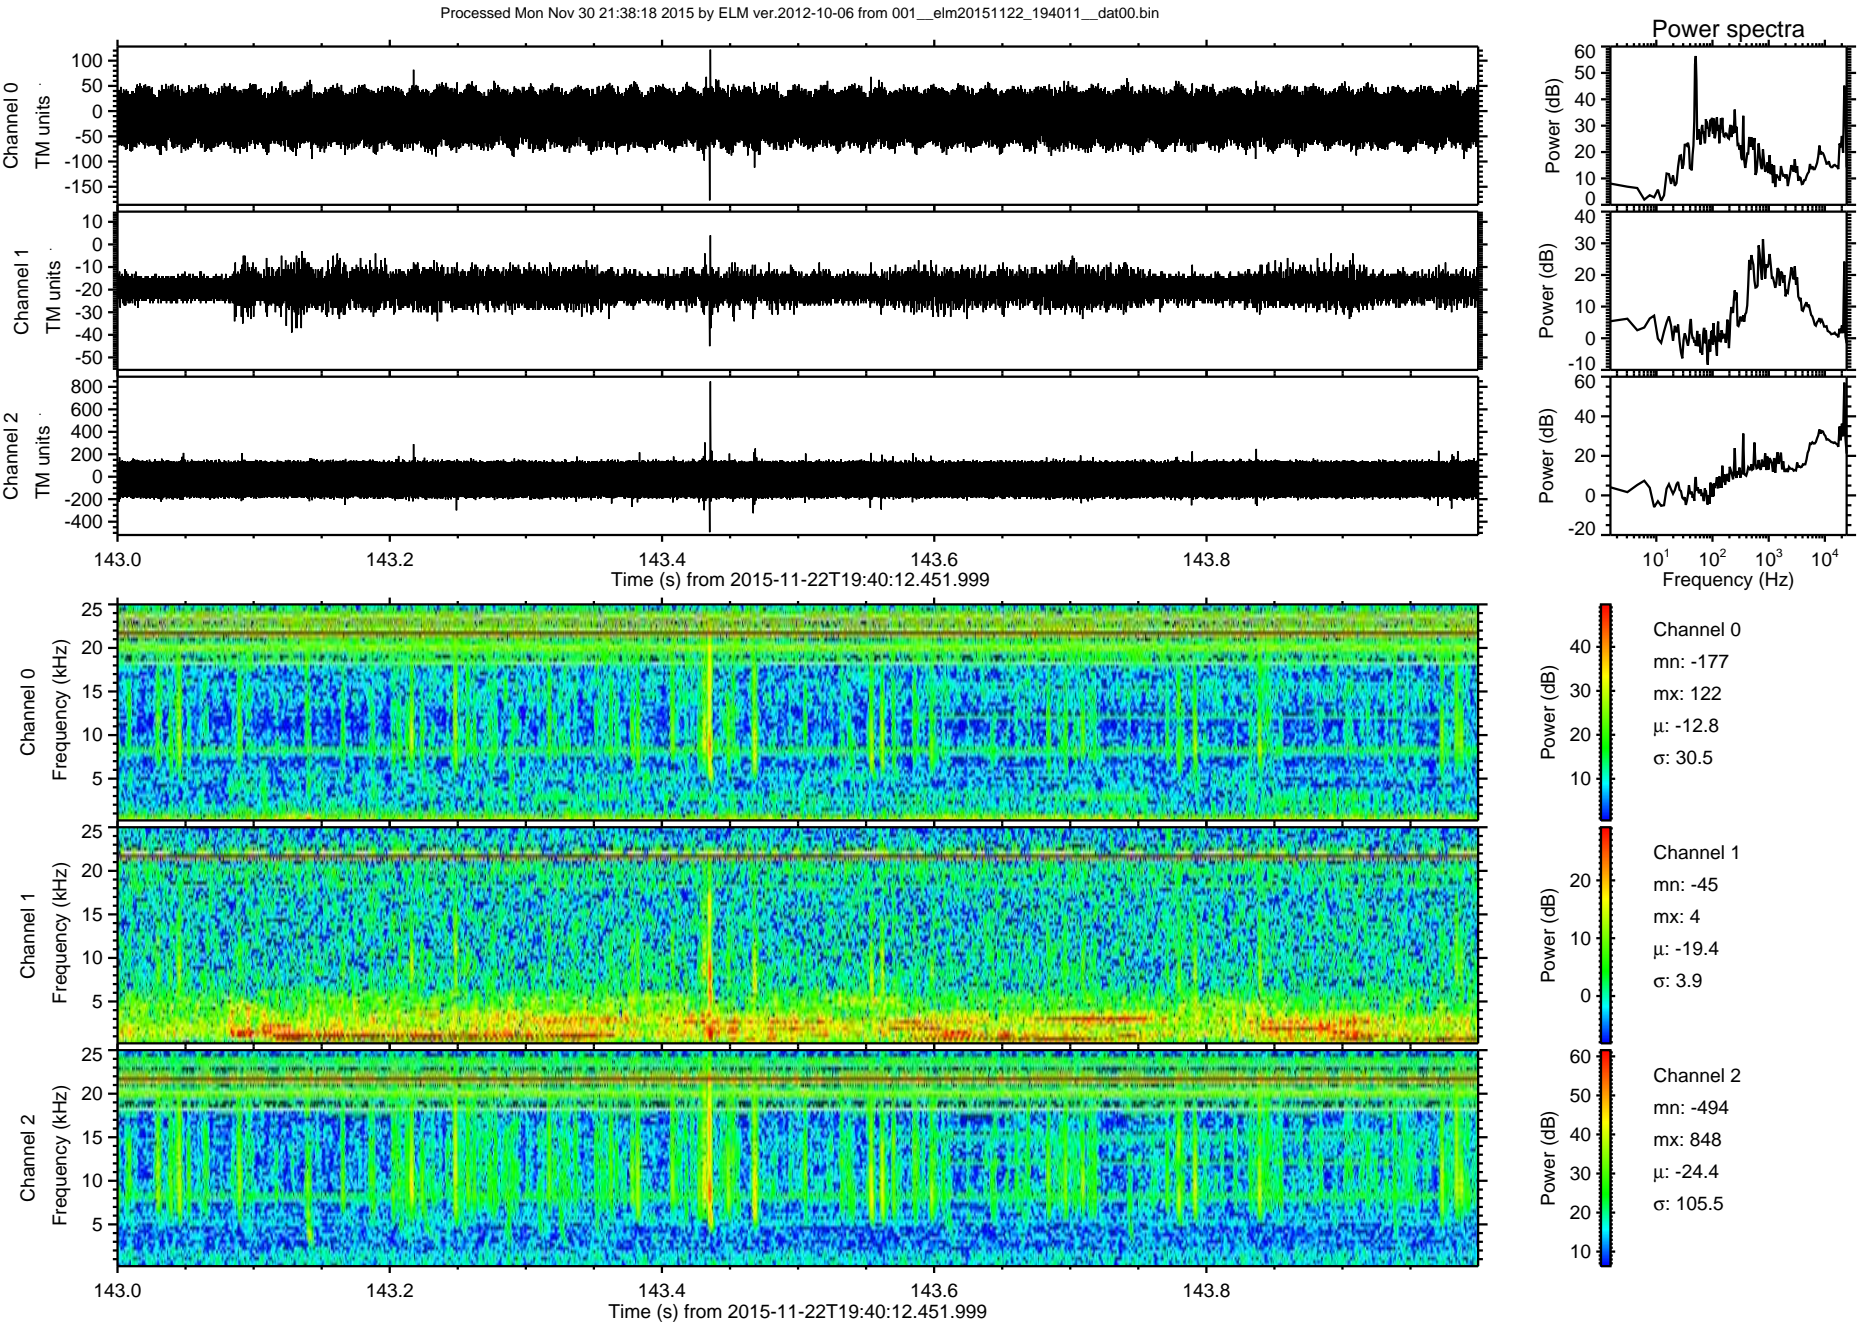 Processed Mon Nov 30 21:38:18 2015 by ELM ver.2012-10-06 from 001__elm20151122_194011__dat00.bin
Power spectra
Channel 0
TM units
100
50
0
-50
-100
-150
Power (dB)
60
50
40
30
20
10
0
Channel 1
TM units
10
0
-10
-20
-30
-40
-50
Power (dB)
40
30
20
10
0
-10
Channel 2
TM units
800
600
400
200
0
-200
-400
Power (dB)
60
40
20
0
-20
143.0 143.2 143.4 143.6 143.8
Time (s) from 2015-11-22T19:40:12.451.999
10^1 10^2 10^3 10^4
Frequency (Hz)
Channel 0
Frequency (kHz)
25
20
15
10
5
Power (dB)
40
30
20
10
Channel 0
mn: -177
mx: 122
μ: -12.8
σ: 30.5
Channel 1
Frequency (kHz)
25
20
15
10
5
Power (dB)
20
10
0
Channel 1
mn: -45
mx: 4
μ: -19.4
σ: 3.9
Channel 2
Frequency (kHz)
25
20
15
10
5
Power (dB)
60
50
40
30
20
10
Channel 2
mn: -494
mx: 848
μ: -24.4
σ: 105.5
143.0 143.2 143.4 143.6 143.8
Time (s) from 2015-11-22T19:40:12.451.999